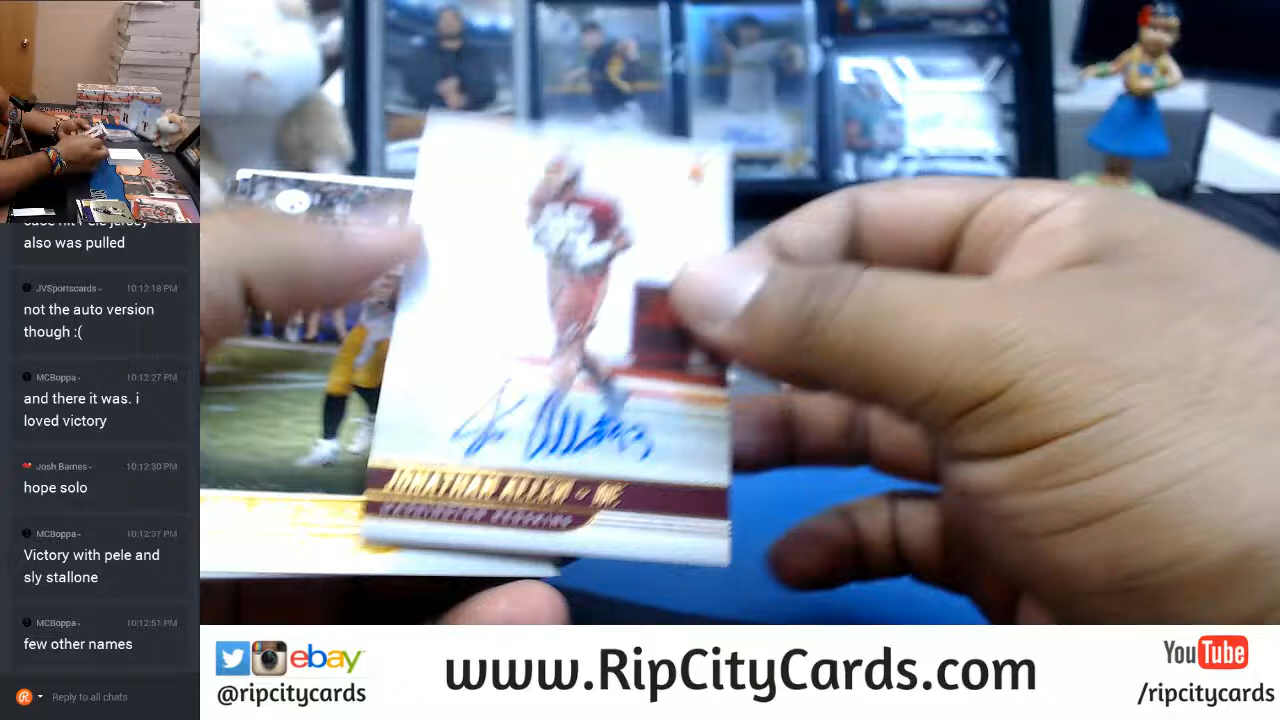 also was pulled
JVSportscards- 10:12:18 PM
not the auto version
though :(
MCBoppa- 10:12:27 PM
and there it was. i
loved victory
Josh Barnes- 10:12:30 PM
hope solo
MCBoppa- 10:12:37 PM
Victory with pele and
sly stallone
MCBoppa- 10:12:51 PM
few other names
Reply to all chats
JONATHAN ALLEN
WASHINGTON REDSKINS
ebay
@ripcitycards
www.RipCityCards.com
YouTube
/ripcitycards